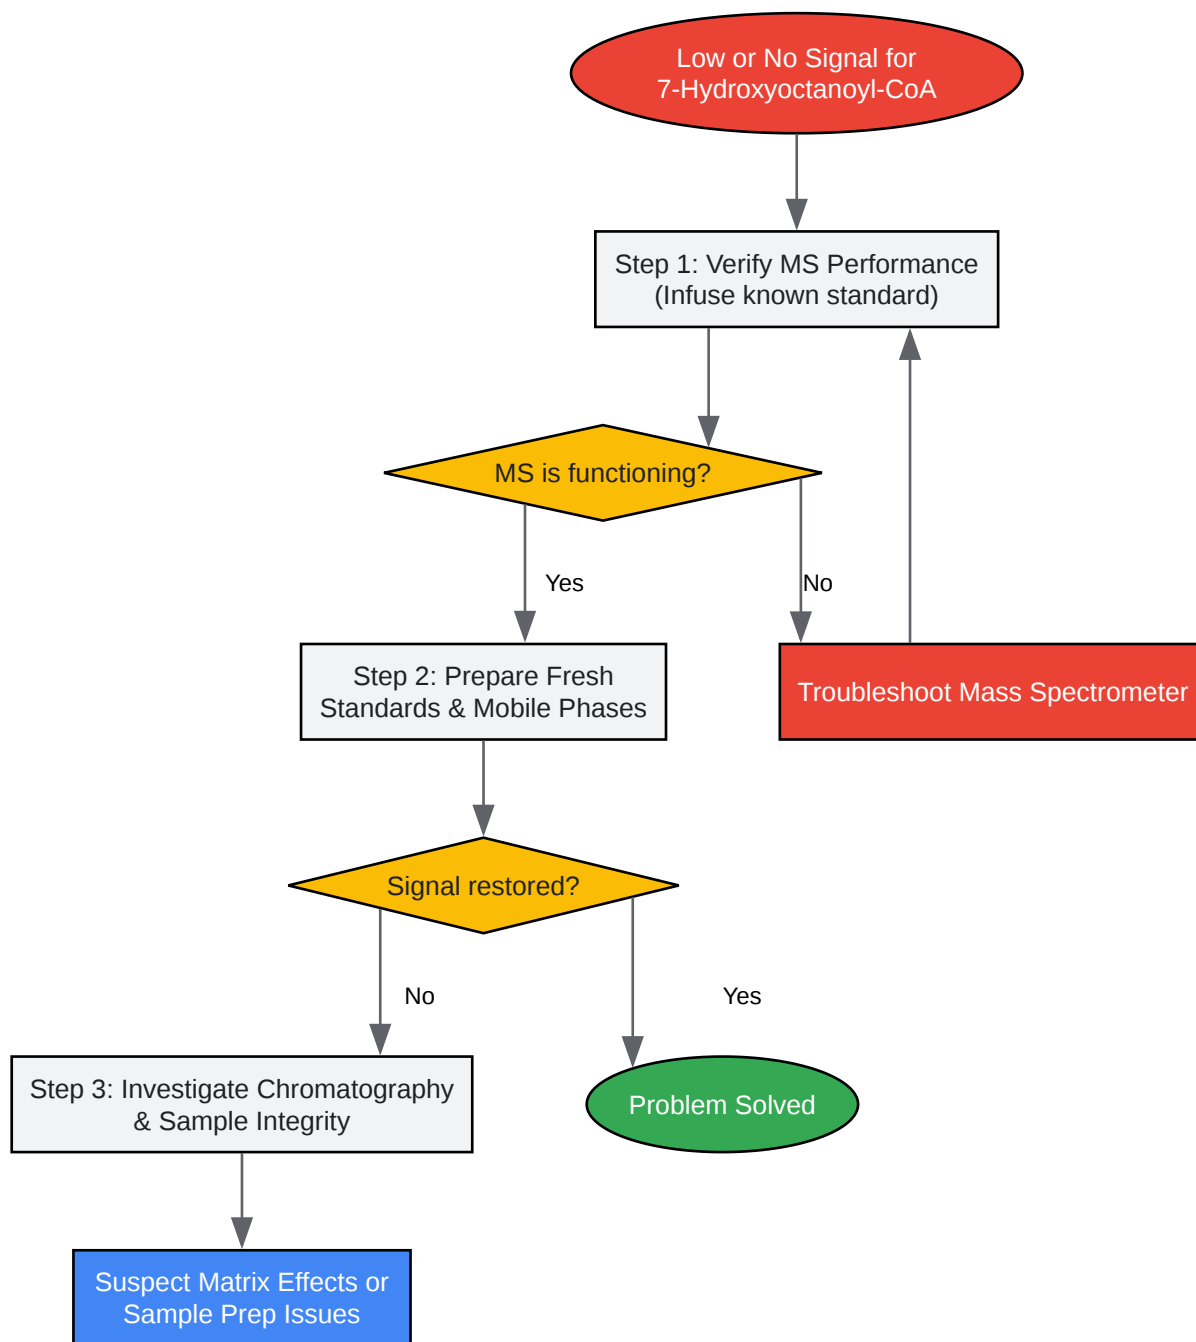 Low or No Signal for
7-Hydroxyoctanoyl-CoA
Step 1: Verify MS Performance
(Infuse known standard)
MS is functioning?
Yes
No
Step 2: Prepare Fresh
Standards & Mobile Phases
Troubleshoot Mass Spectrometer
Signal restored?
No
Yes
Step 3: Investigate Chromatography
& Sample Integrity
Problem Solved
Suspect Matrix Effects or
Sample Prep Issues